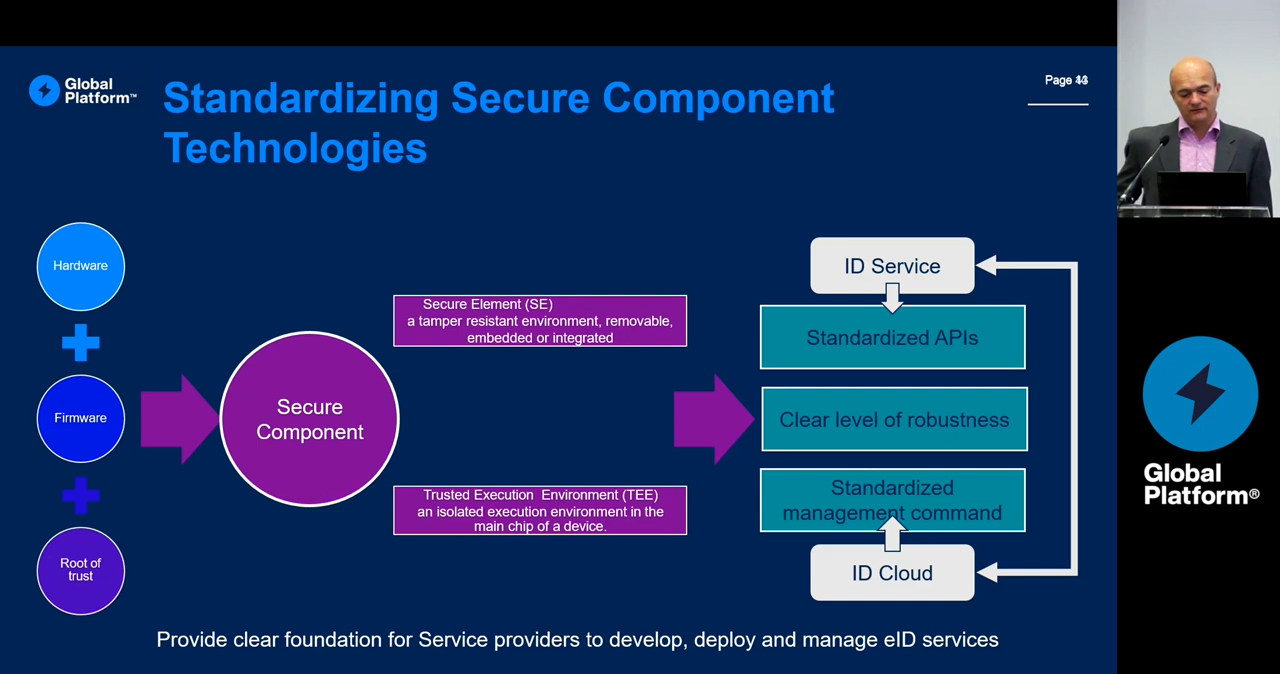 Global
Platform™
Standardizing Secure Component
Technologies
Page
Hardware
Firmware
Root of
trust
Secure
Component
Secure Element (SE)
a tamper resistant environment, removable,
embedded or integrated
Trusted Execution Environment (TEE)
an isolated execution environment in the
main chip of a device.
ID Service
Standardized APIs
Clear level of robustness
Standardized
management command
ID Cloud
Provide clear foundation for Service providers to develop, deploy and manage eID services
Global
Platform®